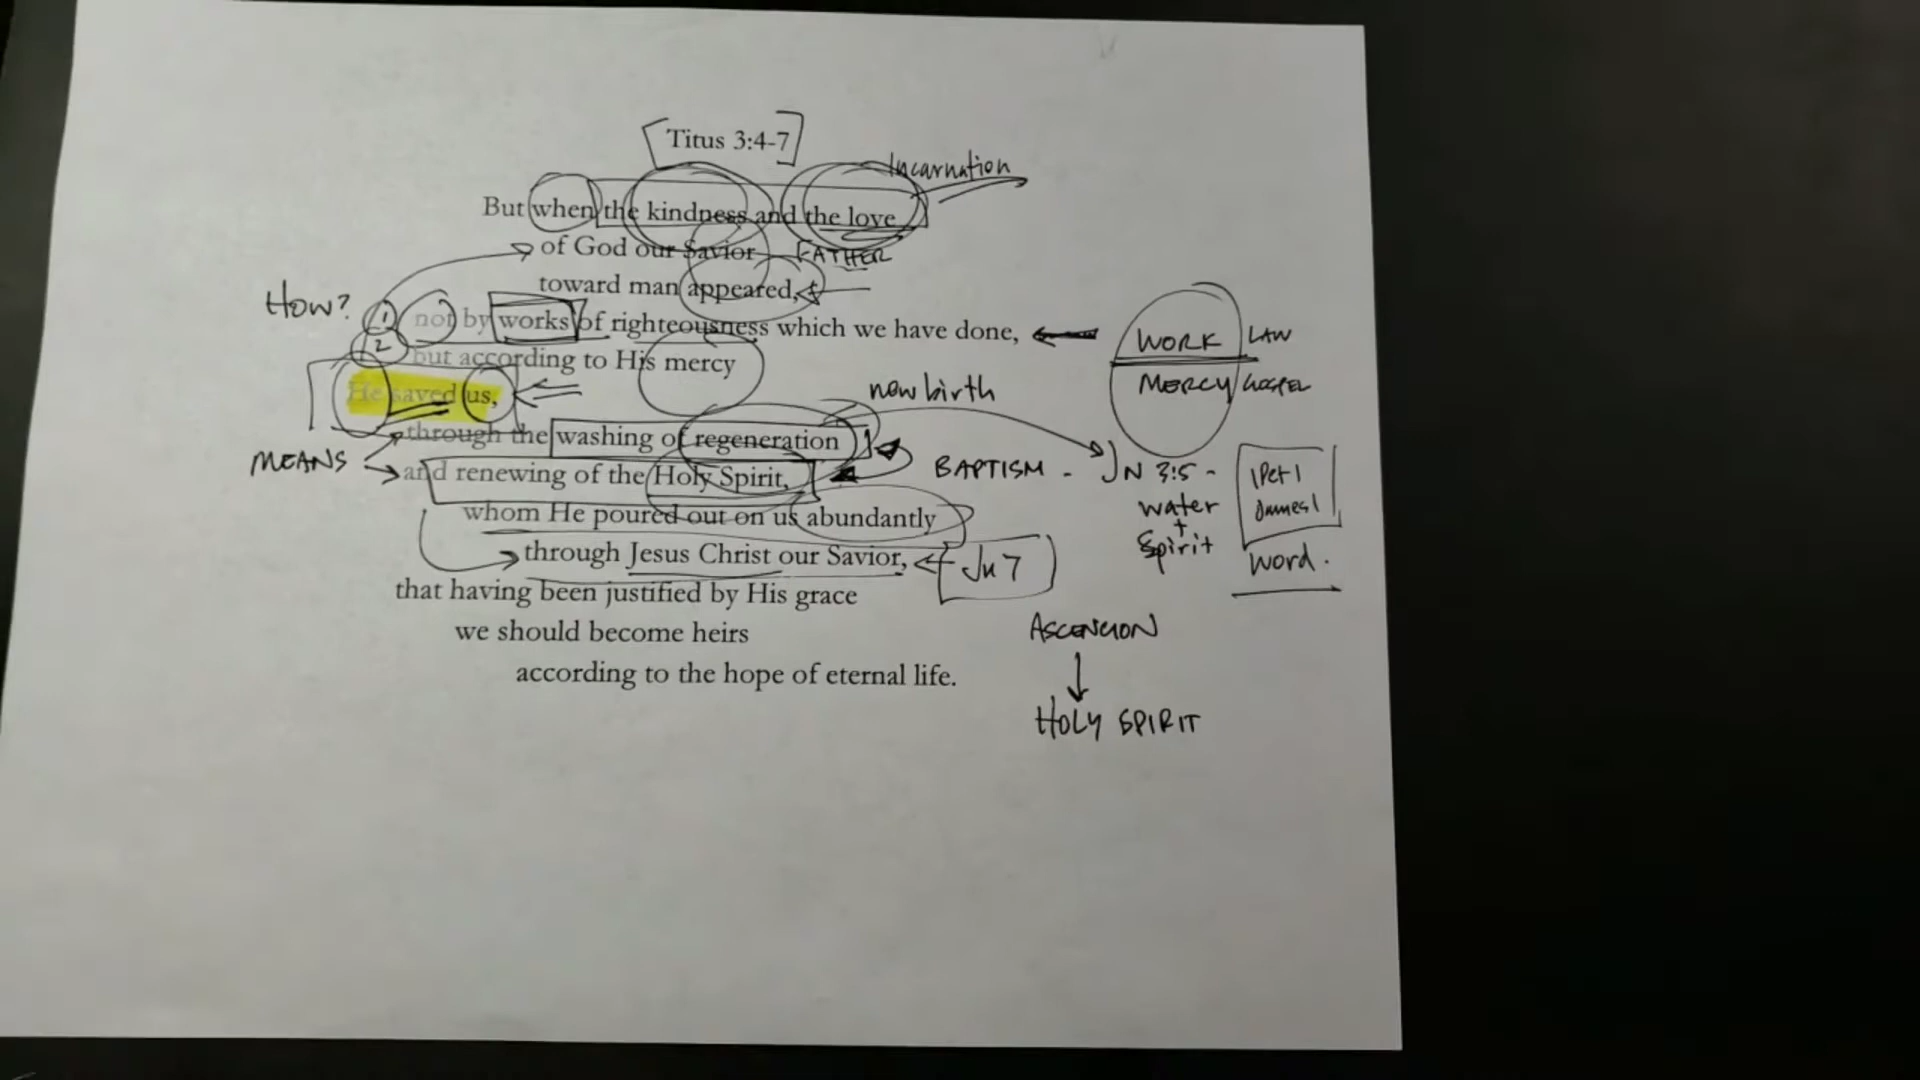 Titus 3:4-7
Incarnation
But when the kindness and the love
of God our Savior
FATHER
toward man appeared,
HOW?
1 not by works of righteousness which we have done,
WORK LAW
2 but according to His mercy
MERCY/GOSPEL
He saved us,
new birth
through the washing of regeneration
MEANS
and renewing of the Holy Spirit,
BAPTISM - JN 3:5 -
water
+
Spirit
1Pet 1
James 1
word.
whom He poured out on us abundantly
through Jesus Christ our Savior,
Jn 7
that having been justified by His grace
we should become heirs
according to the hope of eternal life.
ASCENCION
HOLY SPIRIT